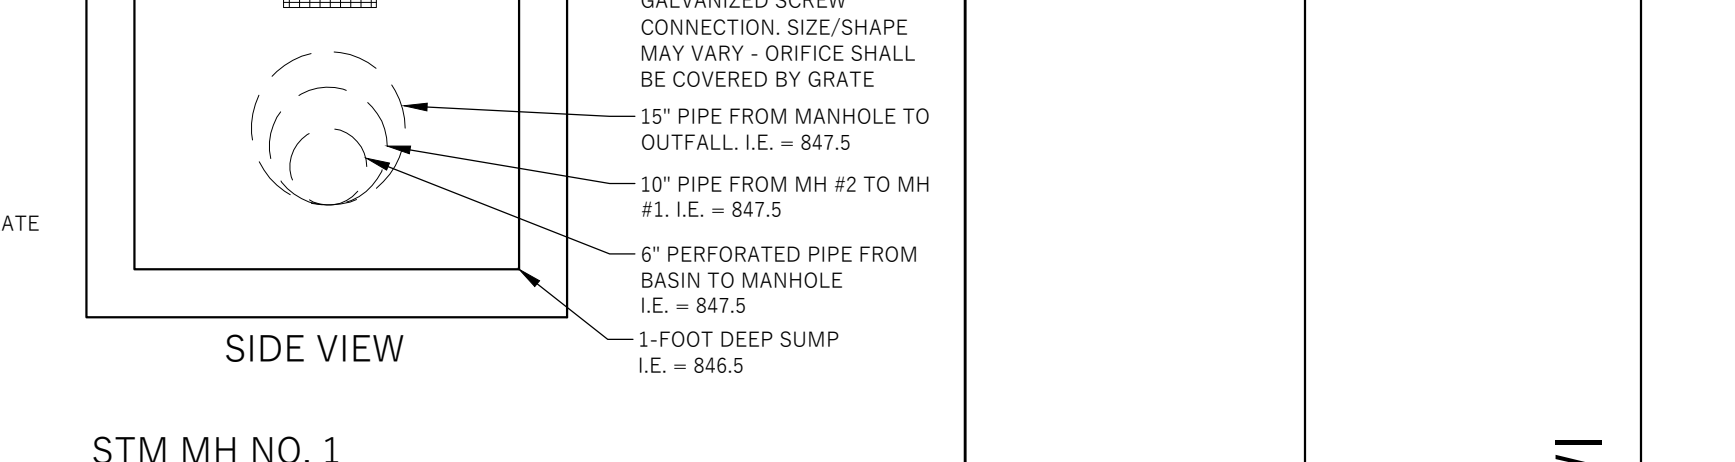 GALVANIZED SCREW
CONNECTION. SIZE/SHAPE
MAY VARY - ORIFICE SHALL
BE COVERED BY GRATE
15" PIPE FROM MANHOLE TO
OUTFALL. I.E. = 847.5
10" PIPE FROM MH #2 TO MH
#1. I.E. = 847.5
ATE
6" PERFORATED PIPE FROM
BASIN TO MANHOLE
I.E. = 847.5
1-FOOT DEEP SUMP
I.E. = 846.5
SIDE VIEW
STM MH NO. 1